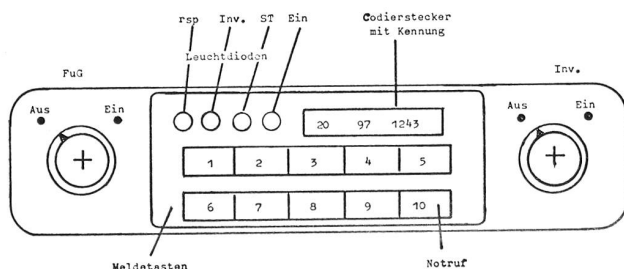 rsp Inv. ST Ein
Codierstecker
mit Kennung
Leuchtdioden
FuG
Inv.
Aus Ein
Aus Ein
20 97 1243
1 2 3 4 5
6 7 8 9 10
Meldetasten
Notruf